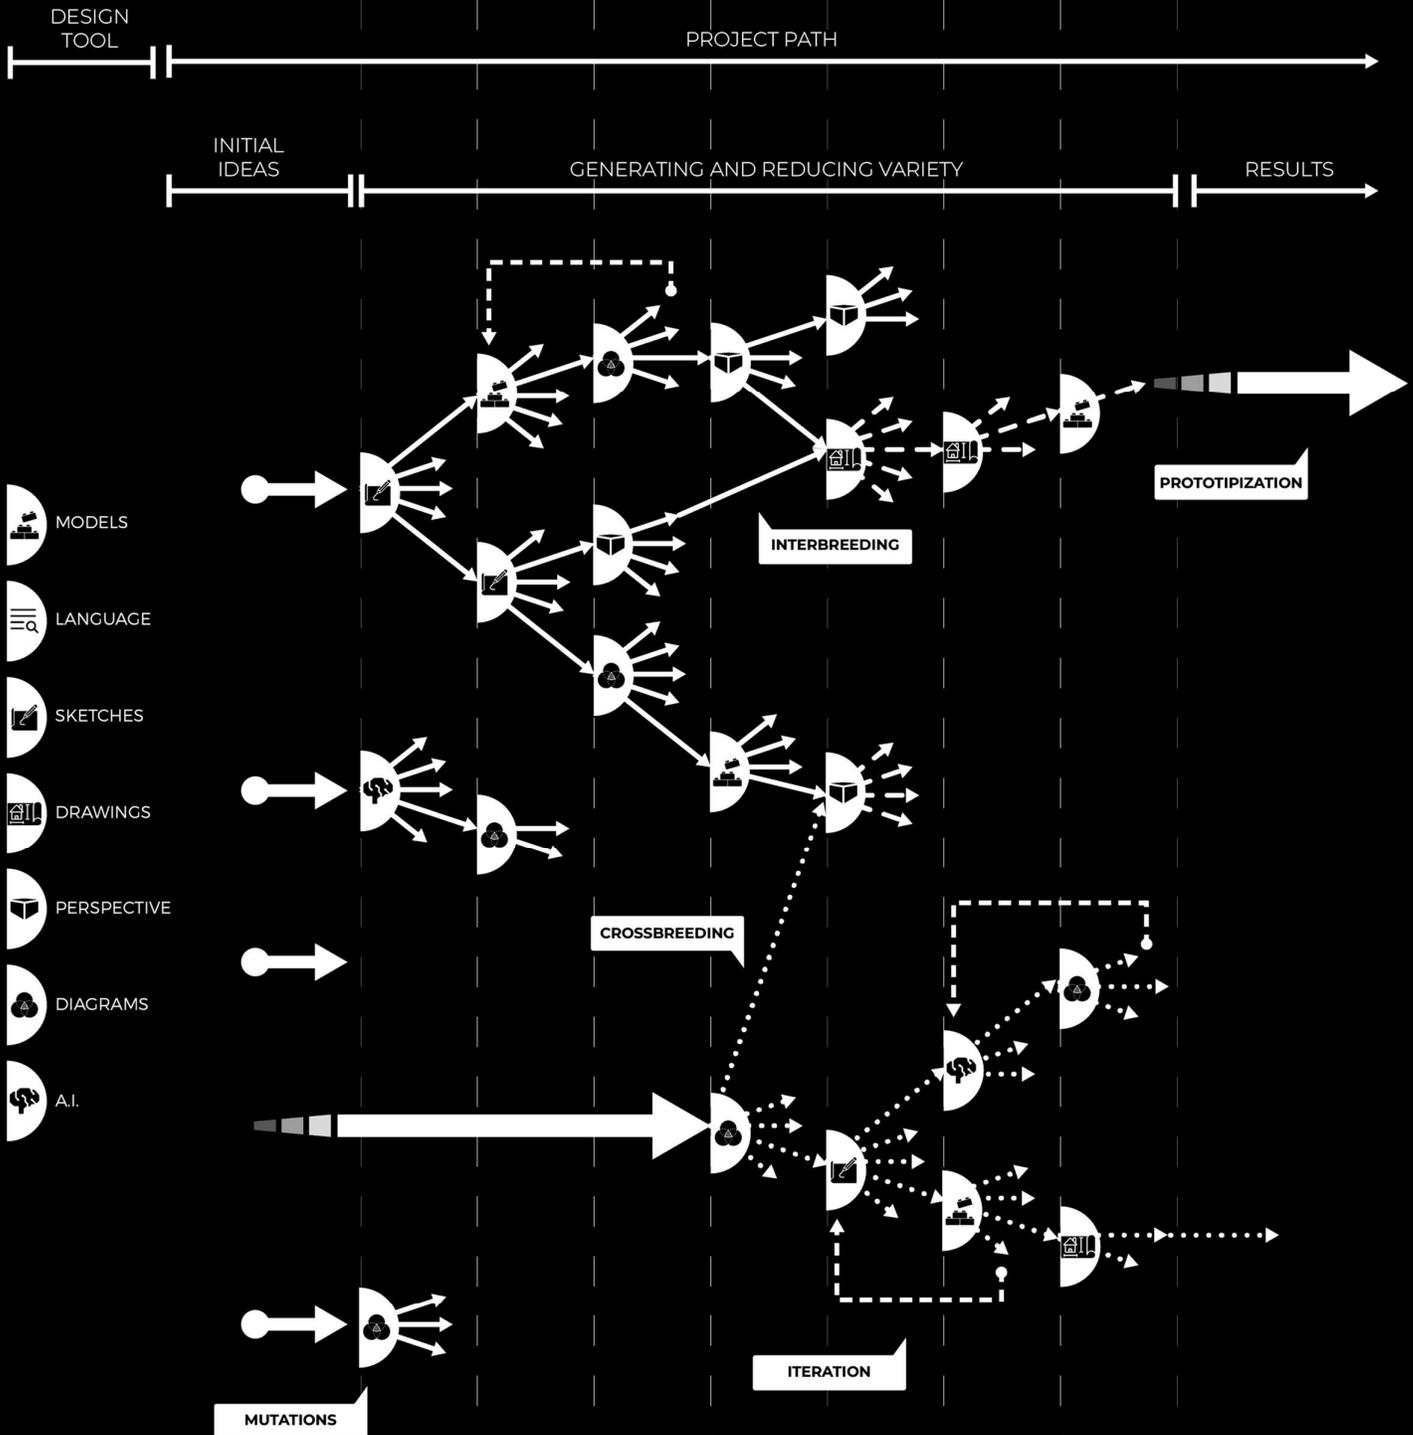 DESIGN
TOOL
PROJECT PATH
INITIAL
IDEAS
GENERATING AND REDUCING VARIETY
RESULTS
PROTOTIPIZATION
MODELS
INTERBREEDING
LANGUAGE
SKETCHES
DRAWINGS
PERSPECTIVE
CROSSBREEDING
DIAGRAMS
A.I.
ITERATION
MUTATIONS